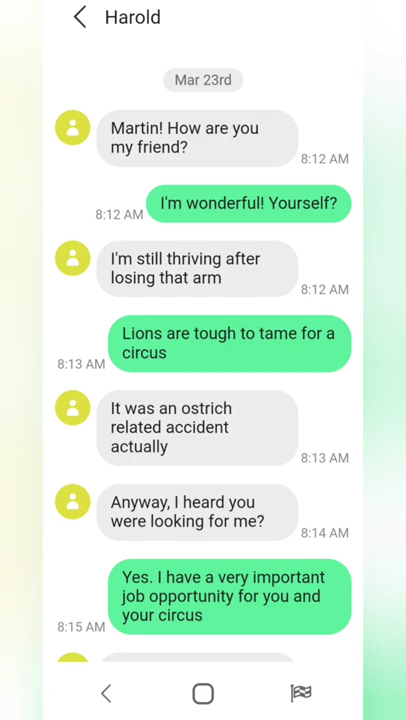 Harold
Mar 23rd
Martin! How are you
my friend?
8:12 AM
I'm wonderful! Yourself?
8:12 AM
I'm still thriving after
losing that arm
8:12 AM
Lions are tough to tame for a
circus
8:13 AM
It was an ostrich
related accident
actually
8:13 AM
Anyway, I heard you
were looking for me?
8:14 AM
Yes. I have a very important
job opportunity for you and
your circus
8:15 AM